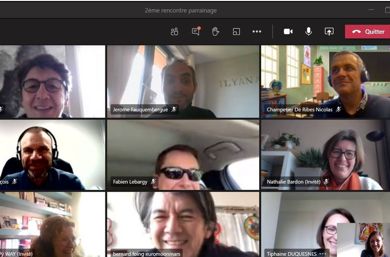 2ème rencontre parrainage
Quitter
ILYAN
Jerome Fauquembergue
Champetier De Ribes Nicolas
çois
Fabien Lebargy
Nathalie Bardon (Invité)
Y WAY (Invité)
bernard foing euromoonmars
Tiphaine DUQUESNES